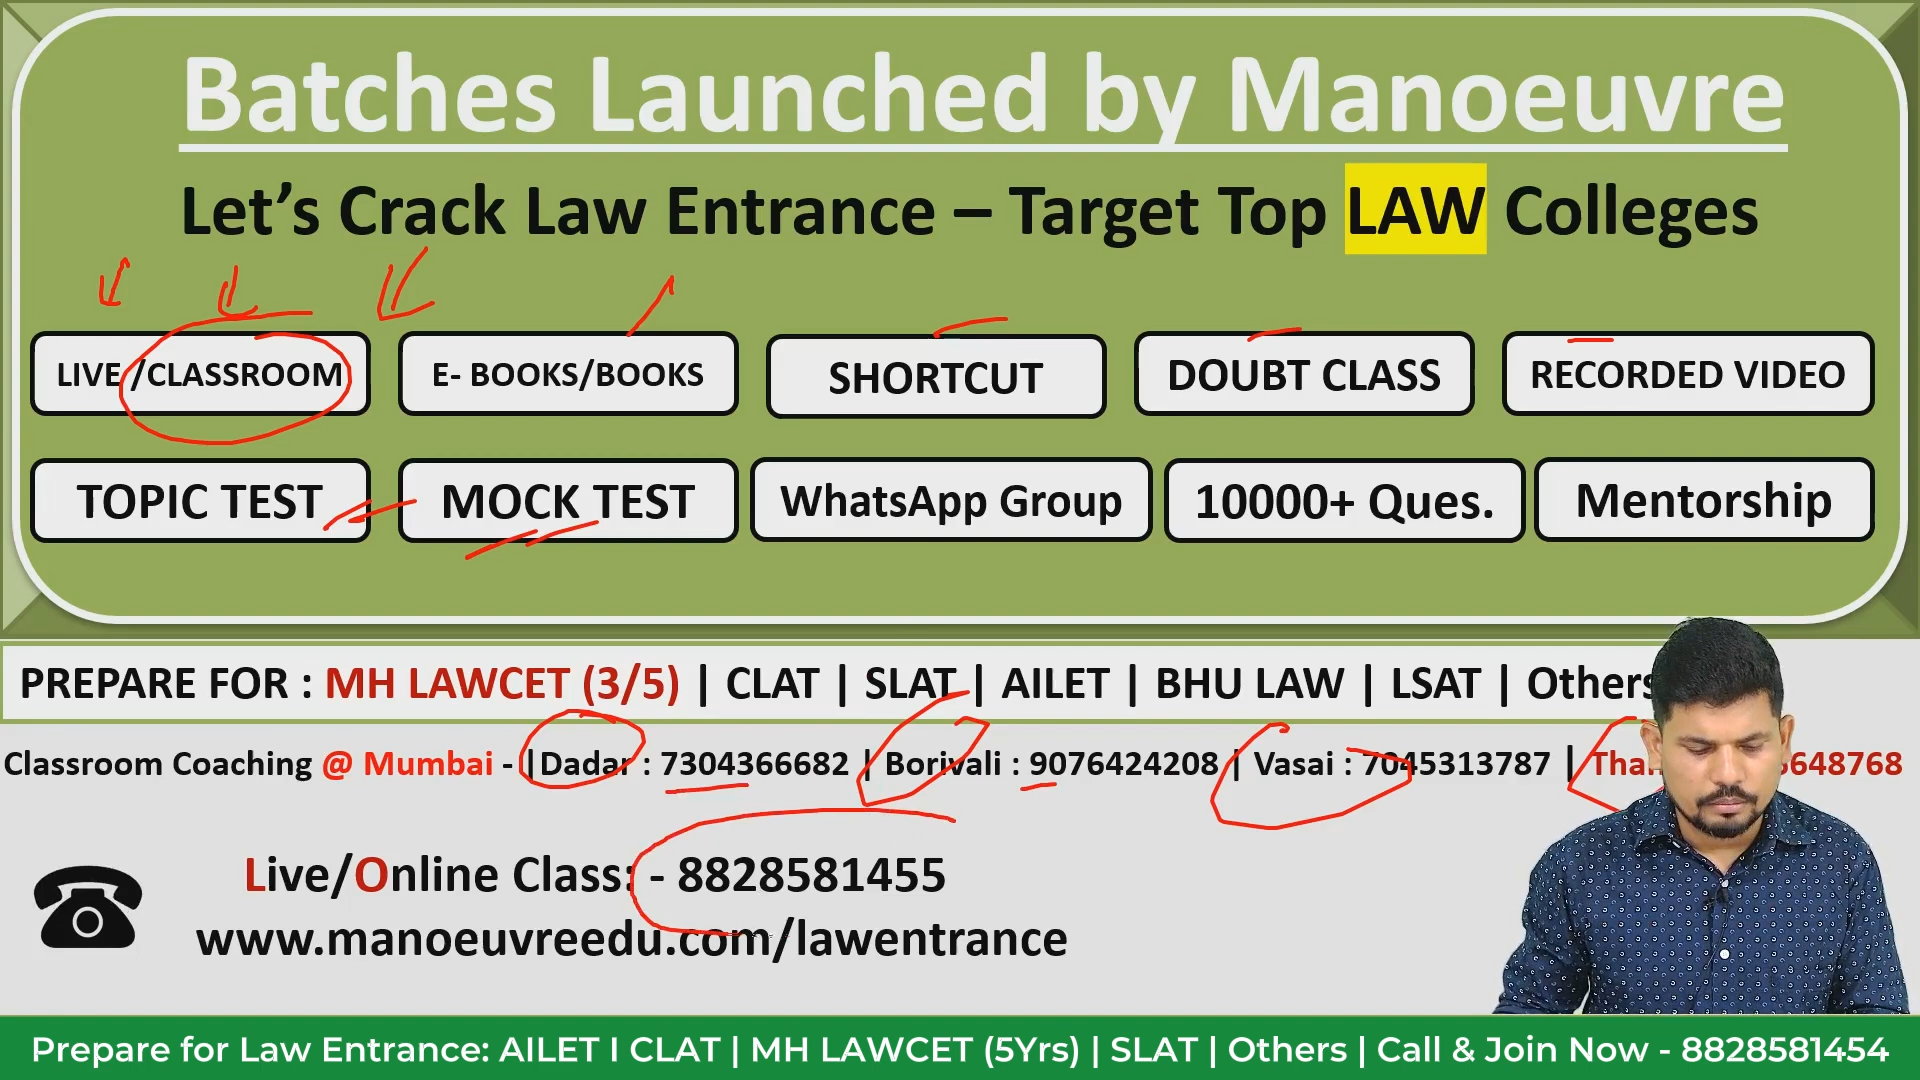 Batches Launched by Manoeuvre
Let's Crack Law Entrance – Target Top LAW Colleges
LIVE /CLASSROOM
E- BOOKS/BOOKS
SHORTCUT
DOUBT CLASS
RECORDED VIDEO
TOPIC TEST
MOCK TEST
WhatsApp Group
10000+ Ques.
Mentorship
PREPARE FOR : MH LAWCET (3/5) | CLAT | SLAT | AILET | BHU LAW | LSAT | Others
Classroom Coaching @ Mumbai - |Dadar : 7304366682 | Borivali : 9076424208 | Vasai : 7045313787 |
Live/Online Class: - 8828581455
www.manoeuvreedu.com/lawentrance
Prepare for Law Entrance: AILET I CLAT | MH LAWCET (5Yrs) | SLAT | Others | Call & Join Now - 8828581454